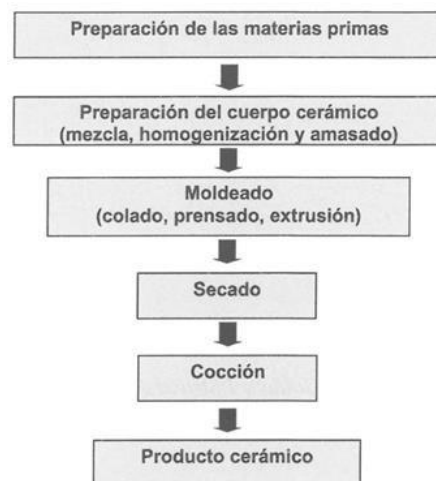 Preparación de las materias primas
Preparación del cuerpo cerámico
(mezcla, homogenización y amasado)
Moldeado
(colado, prensado, extrusión)
Secado
Cocción
Producto cerámico